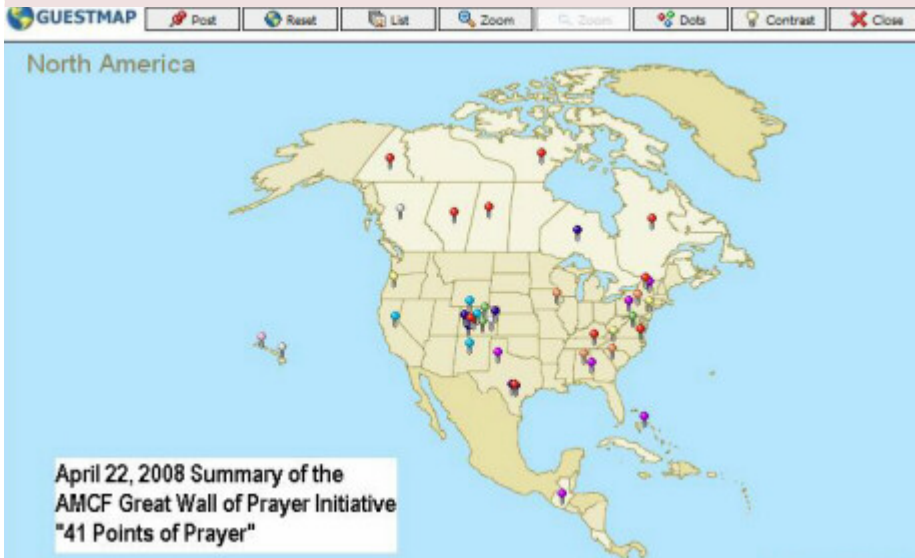 GUESTMAP Post Reset List Zoom Zoom Dots Contrast Close
North America
April 22, 2008 Summary of the
AMCF Great Wall of Prayer Initiative
"41 Points of Prayer"